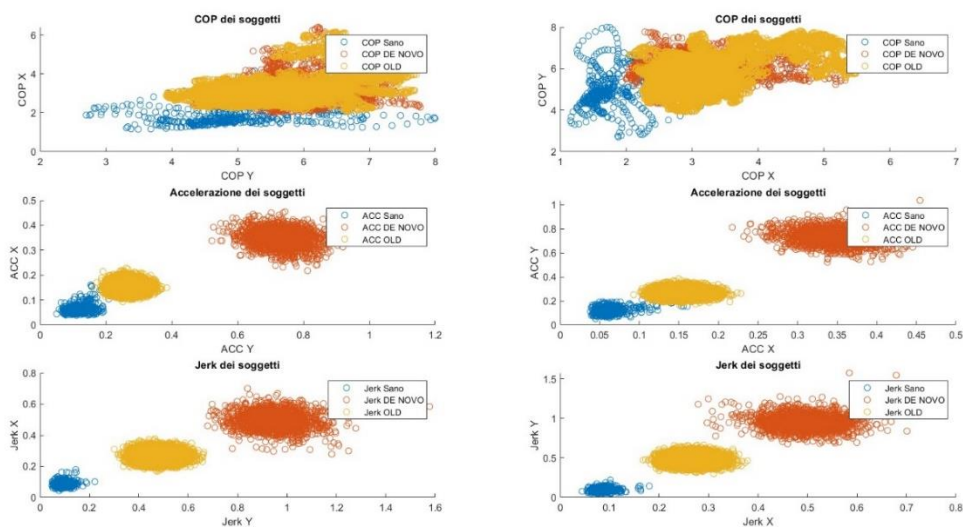 COP dei soggetti
6
4
2
0
COP X
2
3
4
5
6
7
8
COP Y
COP Sano
COP DE NOVO
COP OLD
COP dei soggetti
8
6
4
2
COP Y
1
2
3
4
5
6
7
COP X
COP Sano
COP DE NOVO
COP OLD
Accelerazione dei soggetti
0.5
0.4
0.3
0.2
0.1
0
ACC X
0
0.2
0.4
0.6
0.8
1
1.2
ACC Y
ACC Sano
ACC DE NOVO
ACC OLD
Accelerazione dei soggetti
1
0.8
0.6
0.4
0.2
0
ACC Y
0
0.05
0.1
0.15
0.2
0.25
0.3
0.35
0.4
0.45
0.5
ACC X
ACC Sano
ACC DE NOVO
ACC OLD
Jerk dei soggetti
0.8
0.6
0.4
0.2
0
Jerk X
0
0.2
0.4
0.6
0.8
1
1.2
1.4
1.6
Jerk Y
Jerk Sano
Jerk DE NOVO
Jerk OLD
Jerk dei soggetti
1.5
1
0.5
0
Jerk Y
0
0.1
0.2
0.3
0.4
0.5
0.6
0.7
0.8
Jerk X
Jerk Sano
Jerk DE NOVO
Jerk OLD